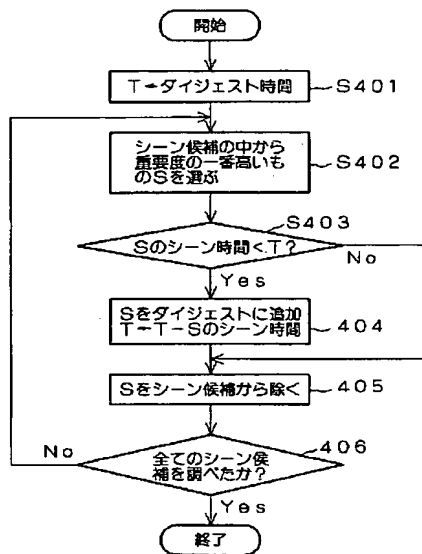 開始
T←ダイジェスト時間
S401
シーン候補の中から
重要度の一番高いも
のSを選ぶ
S402
S403
Sのシーン時間<T?
No
Yes
Sをダイジェストに追加
T←T-Sのシーン時間
404
Sをシーン候補から除く
405
406
No
全てのシーン候
補を調べたか?
Yes
終了